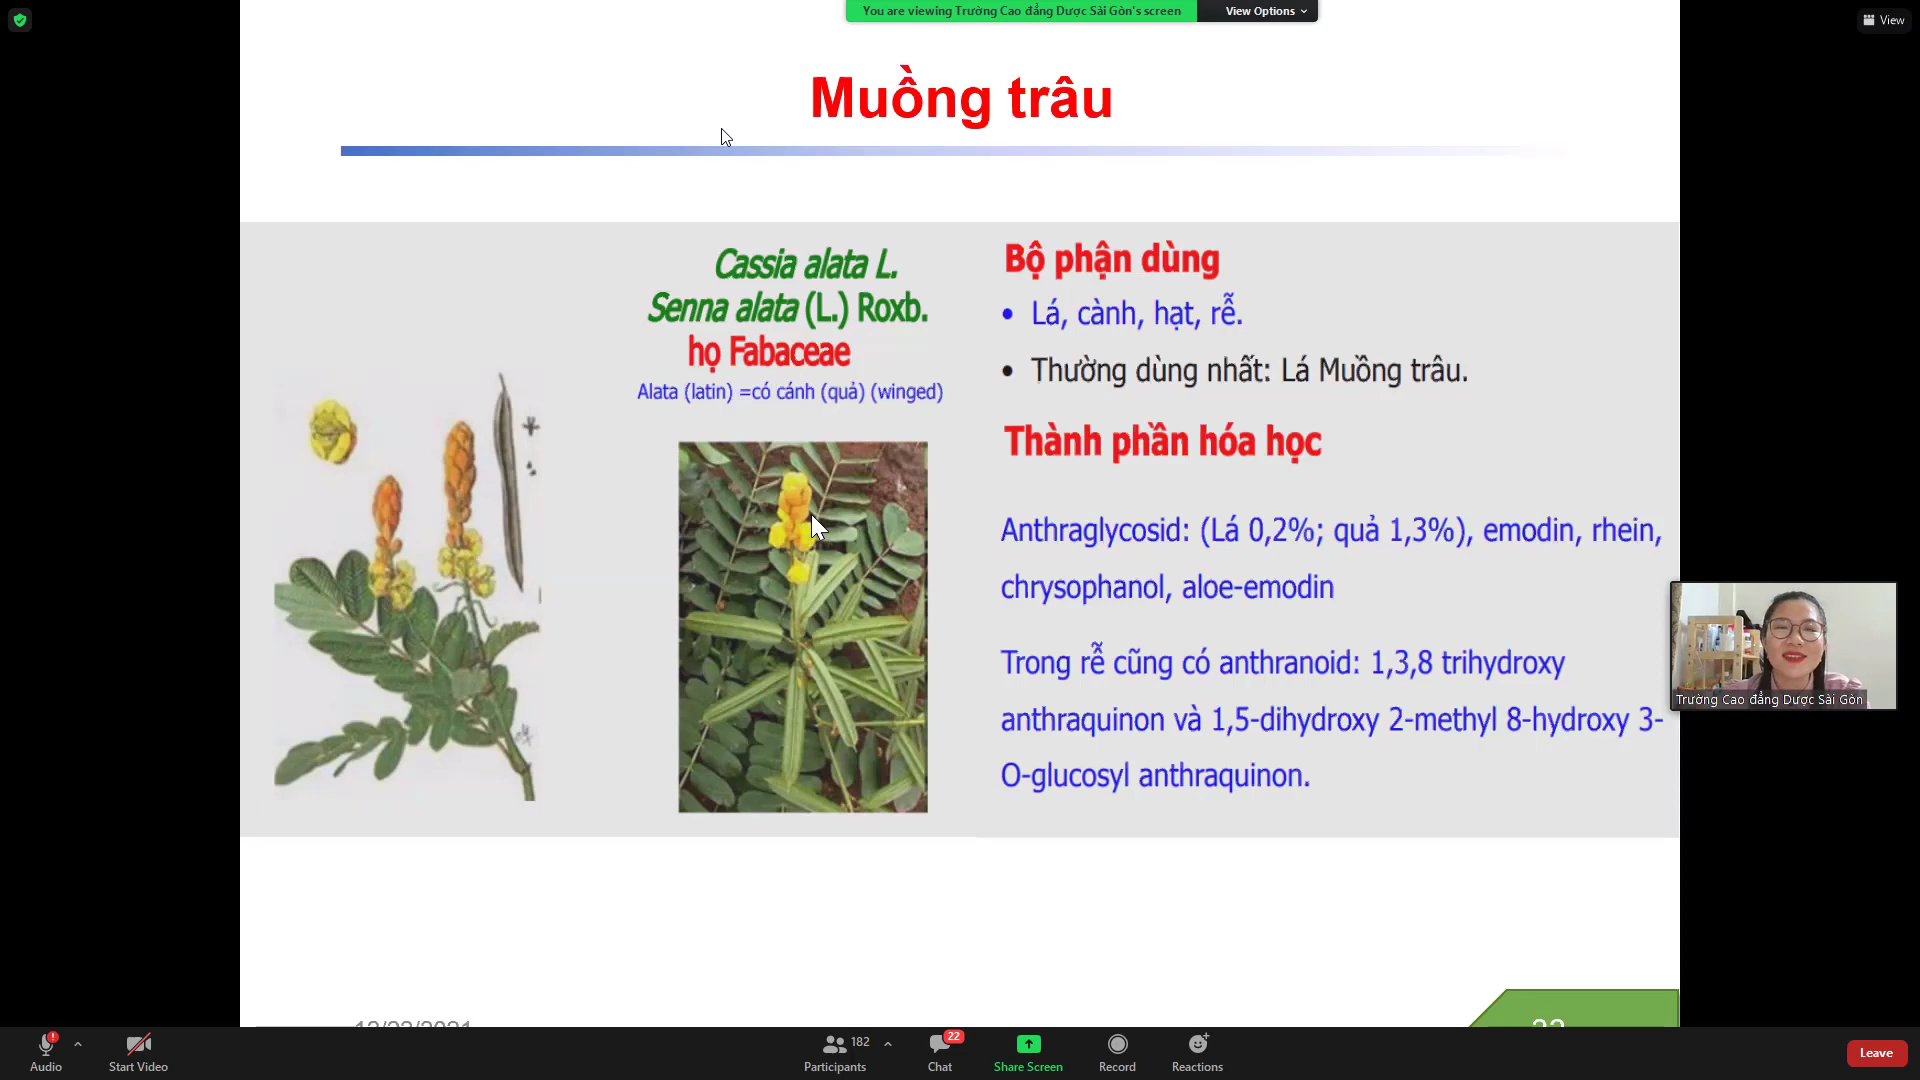 You are viewing Trường Cao đẳng Dược Sài Gòn's screen
View Options
View
Muồng trâu
Cassia alata L.
Senna alata (L.) Roxb.
họ Fabaceae
Alata (latin) =có cánh (quả) (winged)
Bộ phận dùng
• Lá, cành, hạt, rễ.
• Thường dùng nhất: Lá Muồng trâu.
Thành phần hóa học
Anthraglycosid: (Lá 0,2%; quả 1,3%), emodin, rhein,
chrysophanol, aloe-emodin
Trong rễ cũng có anthranoid: 1,3,8 trihydroxy
anthraquinon và 1,5-dihydroxy 2-methyl 8-hydroxy 3-
O-glucosyl anthraquinon.
Trường Cao đẳng Dược Sài Gòn
Audio
Start Video
182
Participants
22
Chat
Share Screen
Record
Reactions
Leave